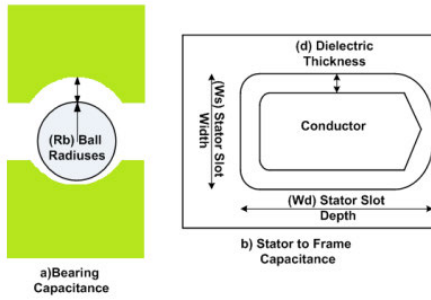 (Rb) Ball
Radiuses
a)Bearing
Capacitance
(d) Dielectric
Thickness
(Ws) Stator Slot
Width
Conductor
(Wd) Stator Slot
Depth
b) Stator to Frame
Capacitance